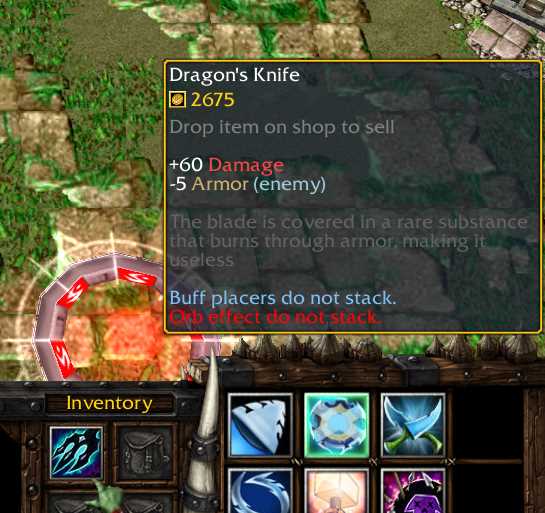 Dragon's Knife
2675
Drop item on shop to sell
+60 Damage
-5 Armor (enemy)
The blade is covered in a rare substance
that burns through armor, making it
useless
Buff placers do not stack.
Orb effect do not stack.
Inventory